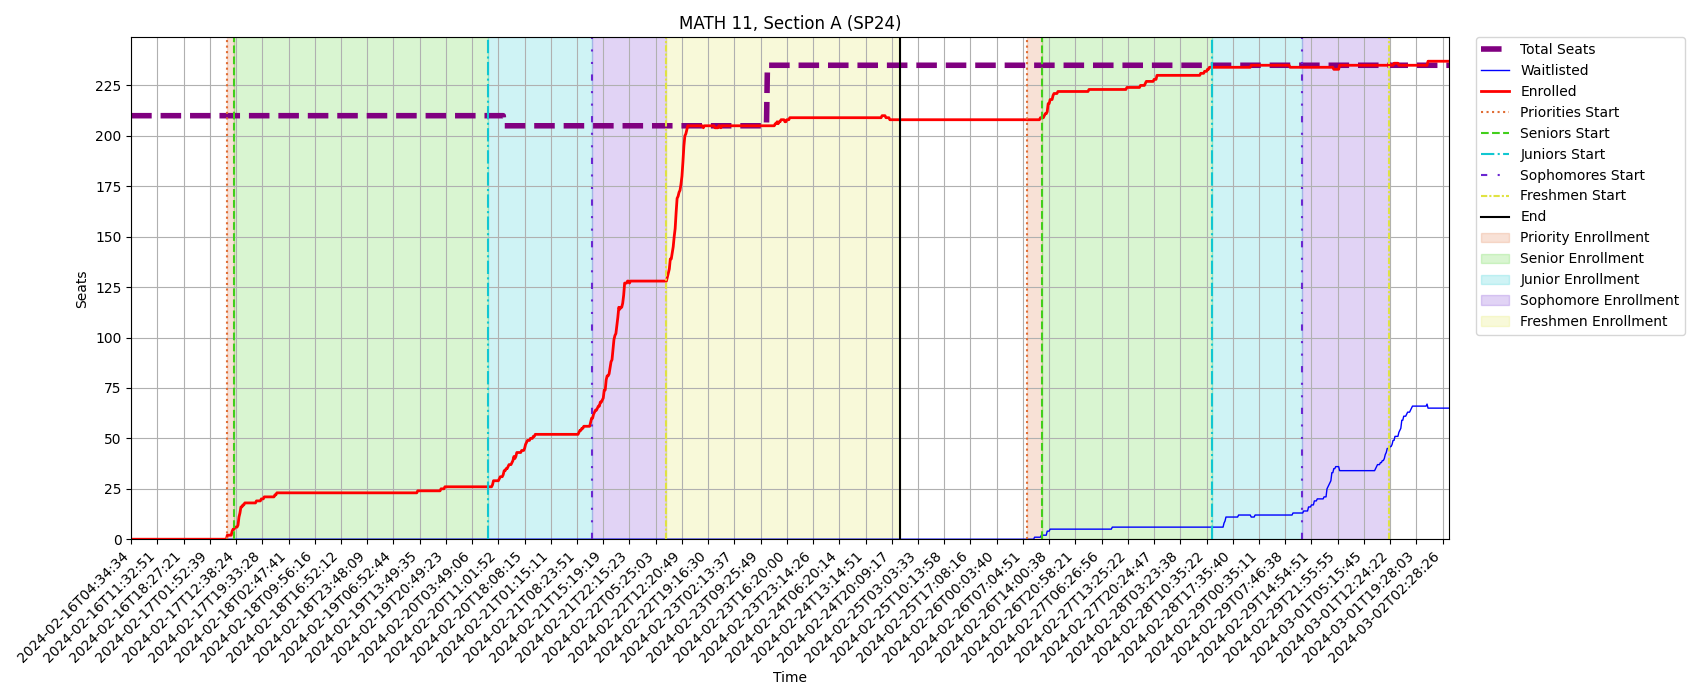 MATH 11, Section A (SP24)
Seats
225
200
175
150
125
100
75
50
25
0
2024-02-16T04:34:34
2024-02-16T11:32:51
2024-02-16T18:27:21
2024-02-17T01:52:39
2024-02-17T12:38:24
2024-02-17T19:33:28
2024-02-18T02:47:41
2024-02-18T09:56:16
2024-02-18T16:52:12
2024-02-18T23:48:09
2024-02-19T06:52:44
2024-02-19T13:49:35
2024-02-19T20:49:23
2024-02-20T03:49:06
2024-02-20T11:01:52
2024-02-20T18:08:15
2024-02-21T01:15:11
2024-02-21T08:23:51
2024-02-21T15:19:19
2024-02-21T22:15:23
2024-02-22T05:25:03
2024-02-22T12:20:49
2024-02-22T19:16:30
2024-02-23T02:13:37
2024-02-23T09:25:49
2024-02-23T16:20:00
2024-02-23T23:14:26
2024-02-24T06:20:14
2024-02-24T13:14:51
2024-02-24T20:09:17
2024-02-25T03:03:33
2024-02-25T10:13:58
2024-02-25T17:08:16
2024-02-26T00:03:40
2024-02-26T07:04:51
2024-02-26T14:00:38
2024-02-26T20:58:21
2024-02-27T06:26:56
2024-02-27T13:25:22
2024-02-27T20:24:47
2024-02-28T03:23:38
2024-02-28T10:35:22
2024-02-28T17:35:40
2024-02-29T00:35:11
2024-02-29T07:46:38
2024-02-29T14:54:51
2024-02-29T21:55:55
2024-03-01T05:15:45
2024-03-01T12:24:22
2024-03-01T19:28:03
2024-03-02T02:28:26
Time
Total Seats
Waitlisted
Enrolled
Priorities Start
Seniors Start
Juniors Start
Sophomores Start
Freshmen Start
End
Priority Enrollment
Senior Enrollment
Junior Enrollment
Sophomore Enrollment
Freshmen Enrollment